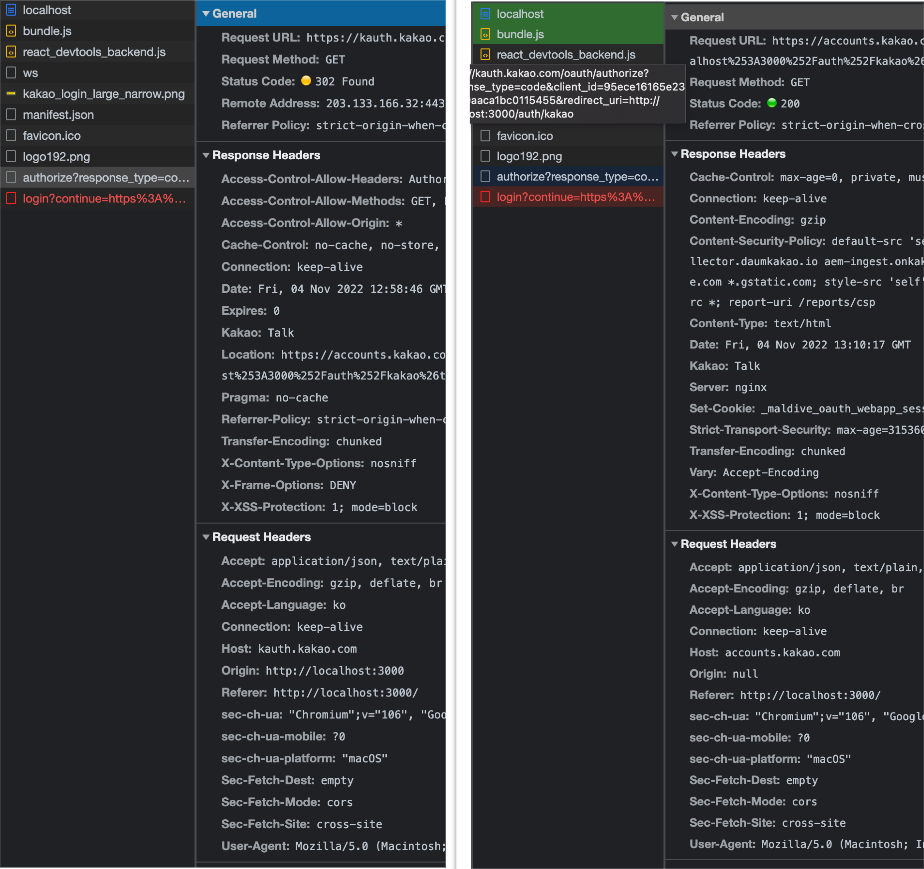 localhost
bundle.js
react_devtools_backend.js
ws
kakao_login_large_narrow.png
manifest.json
favicon.ico
logo192.png
authorize?response_type=co...
login?continue=https%3A%...
General
Request URL: https://kauth.kakao.c
Request Method: GET
Status Code: 302 Found
Remote Address: 203.133.166.32:443
Referrer Policy: strict-origin-when-c
Response Headers
Access-Control-Allow-Headers: Author
Access-Control-Allow-Methods: GET,
Access-Control-Allow-Origin: *
Cache-Control: no-cache, no-store,
Connection: keep-alive
Date: Fri, 04 Nov 2022 12:58:46 GMT
Expires: 0
Kakao: Talk
Location: https://accounts.kakao.co
st%253A3000%252Fauth%252Fkakao%26t
Pragma: no-cache
Referrer-Policy: strict-origin-when-c
Transfer-Encoding: chunked
X-Content-Type-Options: nosniff
X-Frame-Options: DENY
X-XSS-Protection: 1; mode=block
Request Headers
Accept: application/json, text/plai
Accept-Encoding: gzip, deflate, br
Accept-Language: ko
Connection: keep-alive
Host: kauth.kakao.com
Origin: http://localhost:3000
Referer: http://localhost:3000/
sec-ch-ua: "Chromium";v="106", "Goo
sec-ch-ua-mobile: ?0
sec-ch-ua-platform: "macOS"
Sec-Fetch-Dest: empty
Sec-Fetch-Mode: cors
Sec-Fetch-Site: cross-site
User-Agent: Mozilla/5.0 (Macintosh;
localhost
bundle.js
react_devtools_backend.js
//kauth.kakao.com/oauth/authorize?
nse_type=code&client_id=95ece16165e23
aaca1bc0115455&redirect_uri=http://
ost:3000/auth/kakao
favicon.ico
logo192.png
authorize?response_type=co...
login?continue=https%3A%...
General
Request URL: https://accounts.kakao.
alhost%253A3000%252Fauth%252Fkakao%26
Request Method: GET
Status Code: 200
Referrer Policy: strict-origin-when-cros
Response Headers
Cache-Control: max-age=0, private, mus
Connection: keep-alive
Content-Encoding: gzip
Content-Security-Policy: default-src 'se
llector.daumkakao.io aem-ingest.onkak
e.com *.gstatic.com; style-src 'self'
rc *; report-uri /reports/csp
Content-Type: text/html
Date: Fri, 04 Nov 2022 13:10:17 GMT
Kakao: Talk
Server: nginx
Set-Cookie: _maldive_oauth_webapp_ses
Strict-Transport-Security: max-age=315360
Transfer-Encoding: chunked
Vary: Accept-Encoding
X-Content-Type-Options: nosniff
X-XSS-Protection: 1; mode=block
Request Headers
Accept: application/json, text/plain,
Accept-Encoding: gzip, deflate, br
Accept-Language: ko
Connection: keep-alive
Host: accounts.kakao.com
Origin: null
Referer: http://localhost:3000/
sec-ch-ua: "Chromium";v="106", "Google
sec-ch-ua-mobile: ?0
sec-ch-ua-platform: "macOS"
Sec-Fetch-Dest: empty
Sec-Fetch-Mode: cors
Sec-Fetch-Site: cross-site
User-Agent: Mozilla/5.0 (Macintosh; In